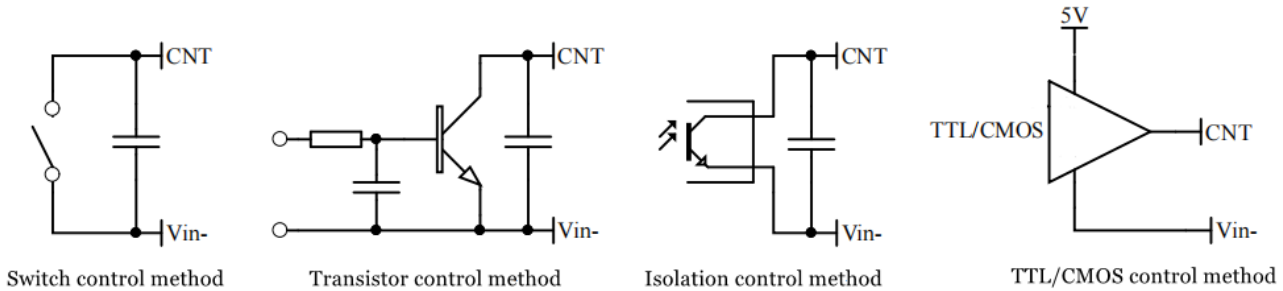 5V
CNT
CNT
CNT
TTL/CMOS
CNT
Vin-
Vin-
Vin-
Vin-
Switch control method
Transistor control method
Isolation control method
TTL/CMOS control method